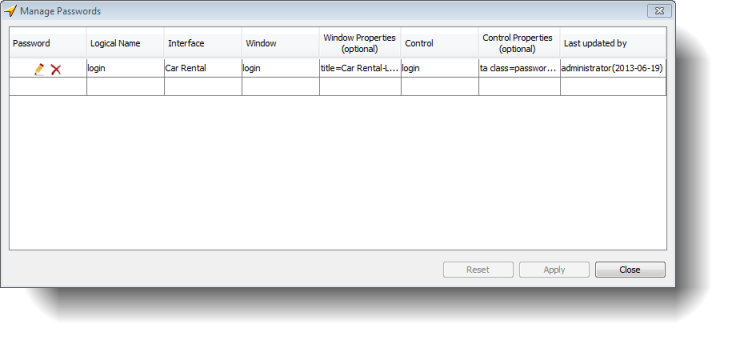 Manage Passwords
Password Logical Name Interface Window Window Properties (optional) Control Control Properties (optional) Last updated by
login Car Rental login title=Car Rental-L... login ta class=passwor... administrator(2013-06-19)
Reset Apply Close